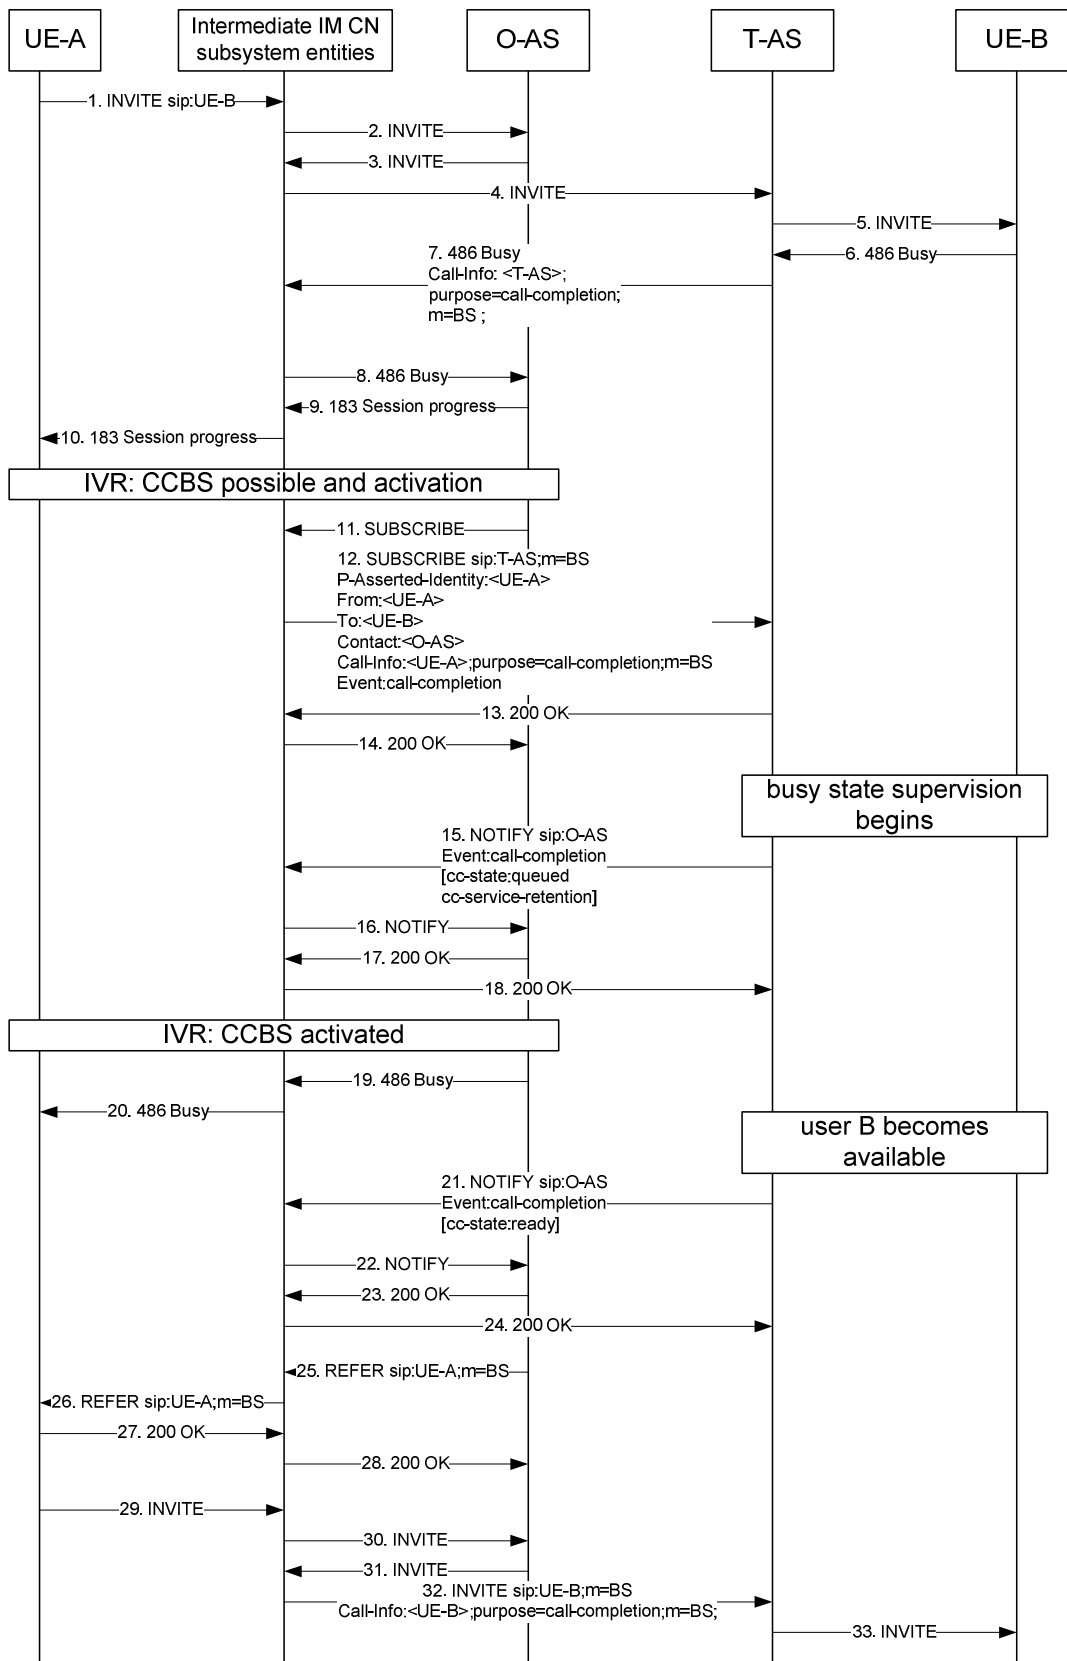 UE-A
Intermediate IM CN
subsystem entities
O-AS
T-AS
UE-B
1. INVITE sip:UE-B
2. INVITE
3. INVITE
4. INVITE
5. INVITE
6. 486 Busy
7. 486 Busy
Call-Info: <T-AS>;
purpose=call-completion;
m=BS ;
8. 486 Busy
9. 183 Session progress
10. 183 Session progress
IVR: CCBS possible and activation
11. SUBSCRIBE
12. SUBSCRIBE sip:T-AS;m=BS
P-Asserted-Identity:<UE-A>
From:<UE-A>
To:<UE-B>
Contact:<O-AS>
Call-Info:<UE-A>;purpose=call-completion;m=BS
Event:call-completion
13. 200 OK
14. 200 OK
busy state supervision
begins
15. NOTIFY sip:O-AS
Event:call-completion
[cc-state:queued
cc-service-retention]
16. NOTIFY
17. 200 OK
18. 200 OK
IVR: CCBS activated
19. 486 Busy
20. 486 Busy
user B becomes
available
21. NOTIFY sip:O-AS
Event:call-completion
[cc-state:ready]
22. NOTIFY
23. 200 OK
24. 200 OK
25. REFER sip:UE-A;m=BS
26. REFER sip:UE-A;m=BS
27. 200 OK
28. 200 OK
29. INVITE
30. INVITE
31. INVITE
32. INVITE sip:UE-B;m=BS
Call-Info:<UE-B>;purpose=call-completion;m=BS;
33. INVITE